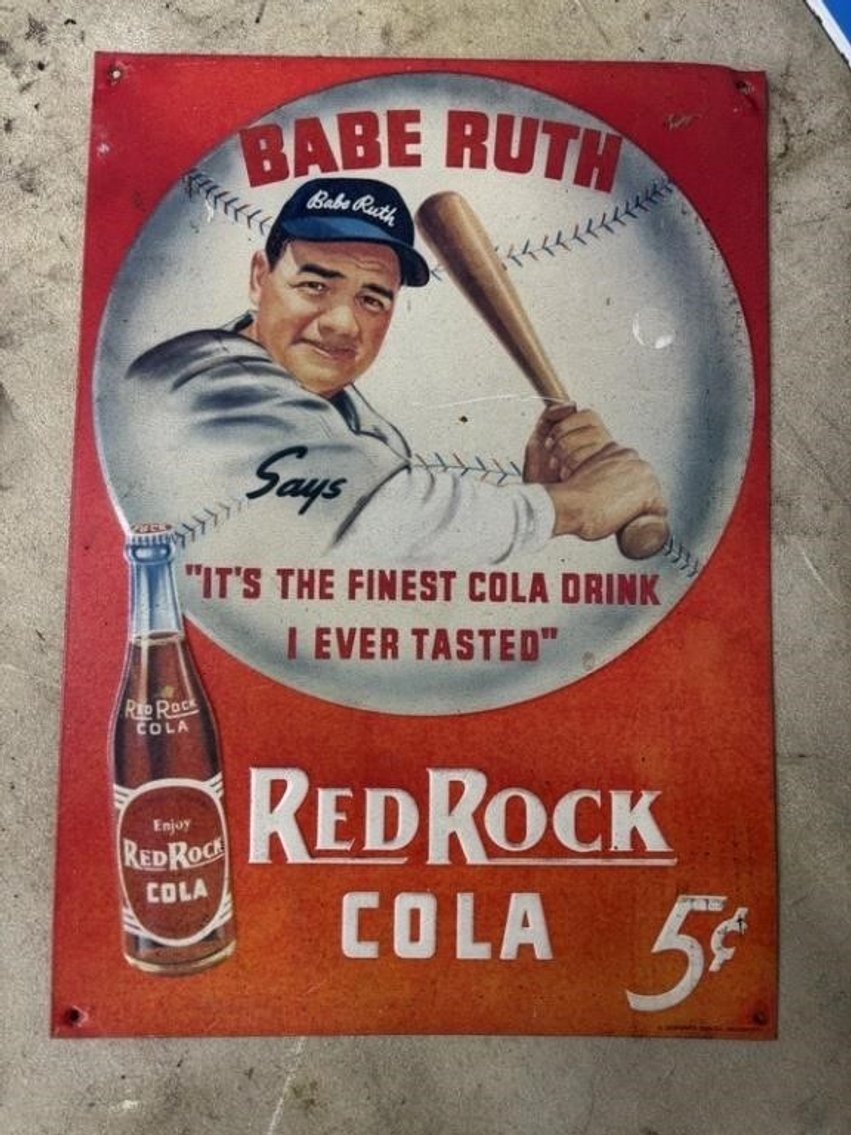 BABE RUTH
Babe Ruth
Says
"IT'S THE FINEST COLA DRINK
I EVER TASTED"
RED ROCK
COLA
Enjoy
RED ROCK
COLA
RED ROCK
COLA
5¢